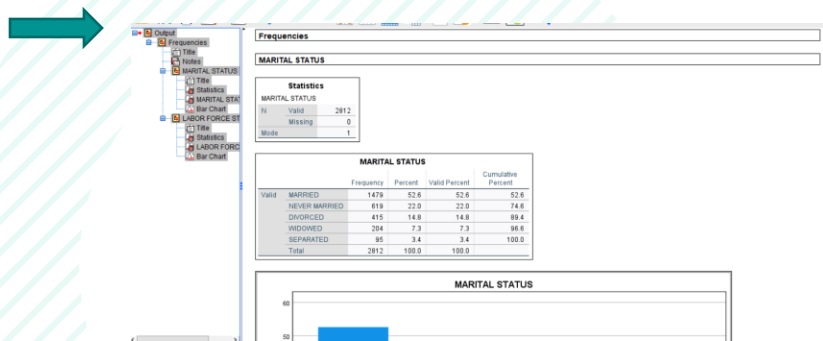 Output
Frequencies
Title
Notes
MARITAL STATUS
Title
Statistics
MARITAL STA
Bar Chart
LABOR FORCE ST
Title
Statistics
LABOR FORC
Bar Chart
Frequencies
MARITAL STATUS
Statistics
MARITAL STATUS
N Valid 2812
Missing 0
Mode 1
MARITAL STATUS
Frequency Percent Valid Percent Cumulative Percent
Valid MARRIED 1479 52.6 52.6 52.6
NEVER MARRIED 619 22.0 22.0 74.6
DIVORCED 415 14.8 14.8 89.4
WIDOWED 204 7.3 7.3 96.6
SEPARATED 95 3.4 3.4 100.0
Total 2812 100.0 100.0
MARITAL STATUS
60
50